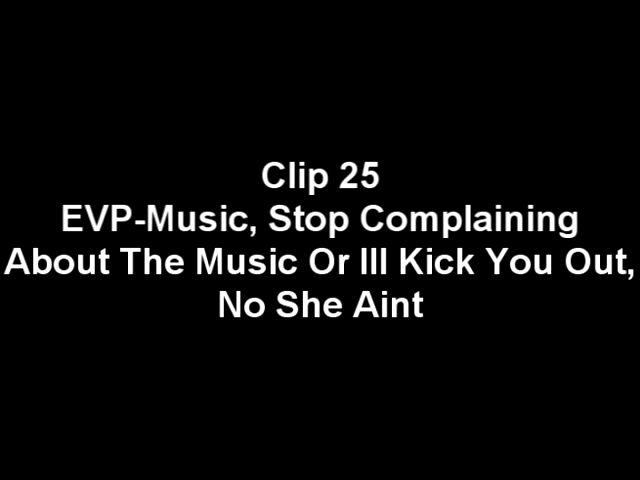 Clip 25
EVP-Music, Stop Complaining
About The Music Or Ill Kick You Out,
No She Aint